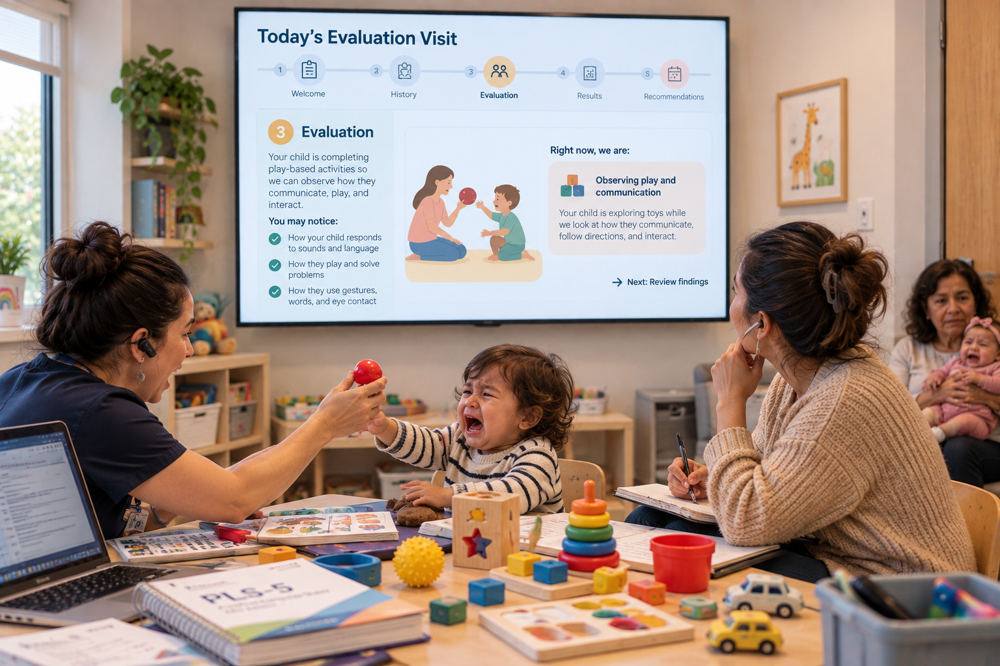 Today's Evaluation Visit
1
2
3
4
5
Welcome
History
Evaluation
Results
Recommendations
3 Evaluation
Your child is completing
play-based activities so
we can observe how they
communicate, play, and
interact.
You may notice:
How your child responds
to sounds and language
How they play and solve
problems
How they use gestures,
words, and eye contact
Right now, we are:
Observing play and
communication
Your child is exploring toys while
we look at how they communicate,
follow directions, and interact.
→ Next: Review findings
PLS-5